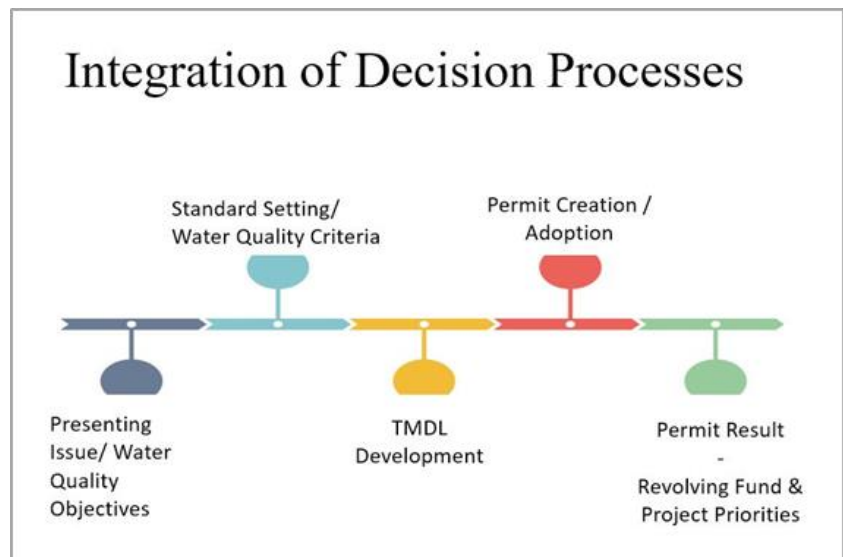 Integration of Decision Processes
Standard Setting/
Water Quality Criteria
Permit Creation /
Adoption
Presenting
Issue/ Water
Quality
Objectives
TMDL
Development
Permit Result
-
Revolving Fund &
Project Priorities